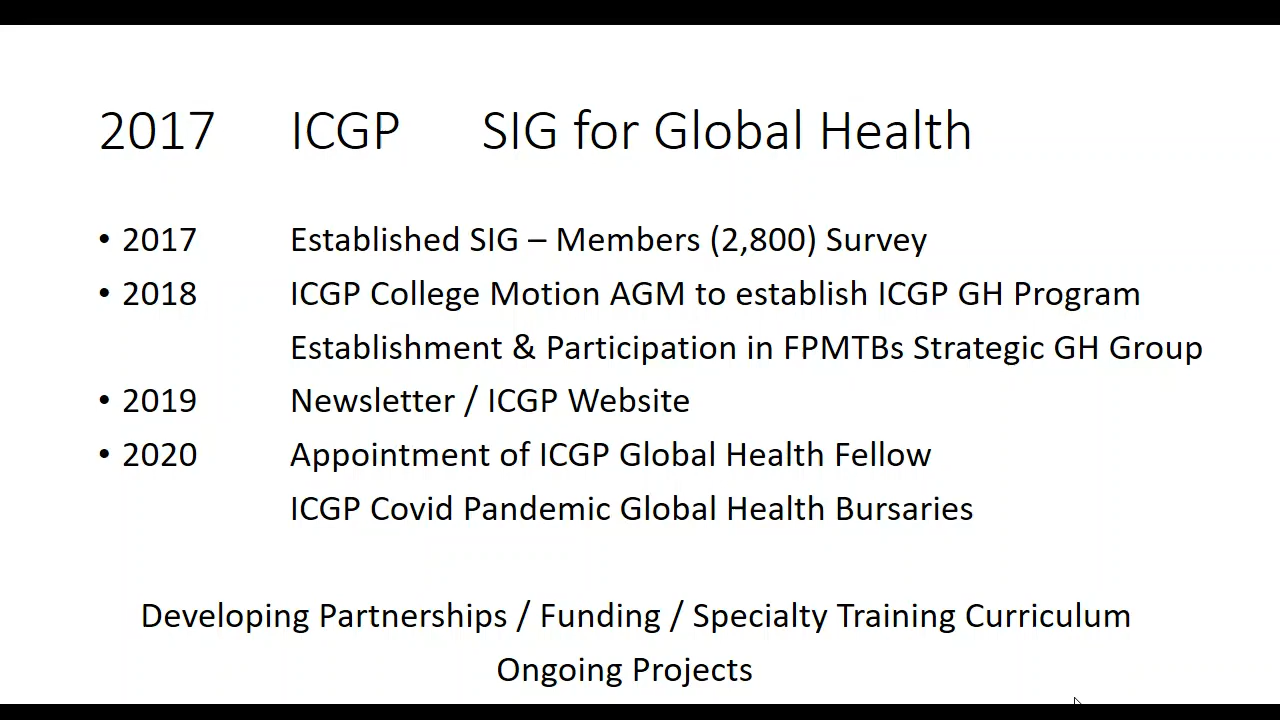 2017 ICGP SIG for Global Health
• 2017 Established SIG – Members (2,800) Survey
• 2018 ICGP College Motion AGM to establish ICGP GH Program
Establishment & Participation in FPMTBs Strategic GH Group
• 2019 Newsletter / ICGP Website
• 2020 Appointment of ICGP Global Health Fellow
ICGP Covid Pandemic Global Health Bursaries
Developing Partnerships / Funding / Specialty Training Curriculum
Ongoing Projects